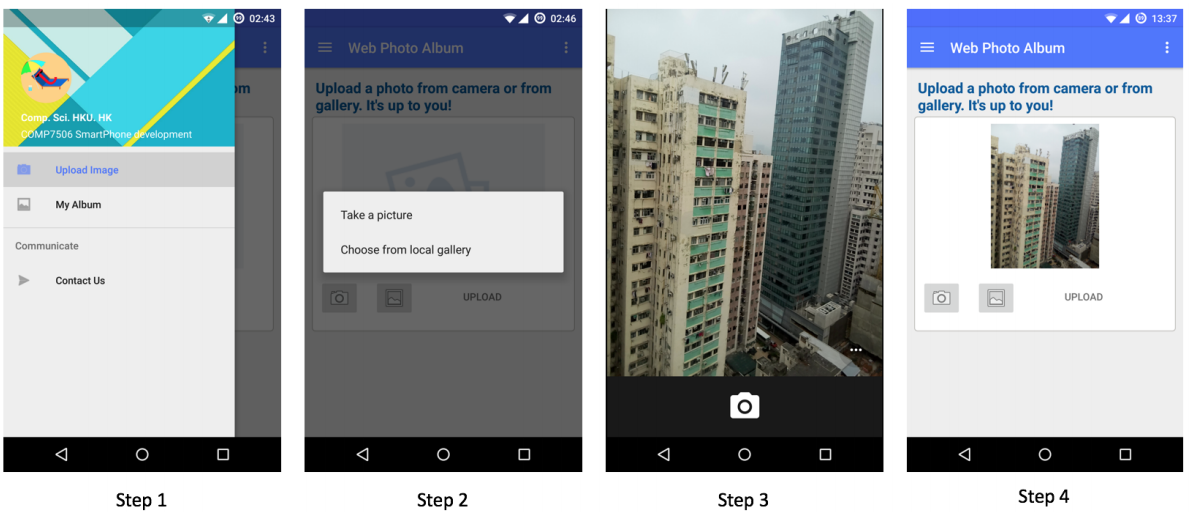 02:43
om
Comp. Sci. HKU. HK
COMP7506 SmartPhone development
Upload Image
My Album
Communicate
Contact Us
Step 1
02:46
Web Photo Album
Upload a photo from camera or from
gallery. It's up to you!
Take a picture
Choose from local gallery
UPLOAD
Step 2
Step 3
13:37
Web Photo Album
Upload a photo from camera or from
gallery. It's up to you!
UPLOAD
Step 4